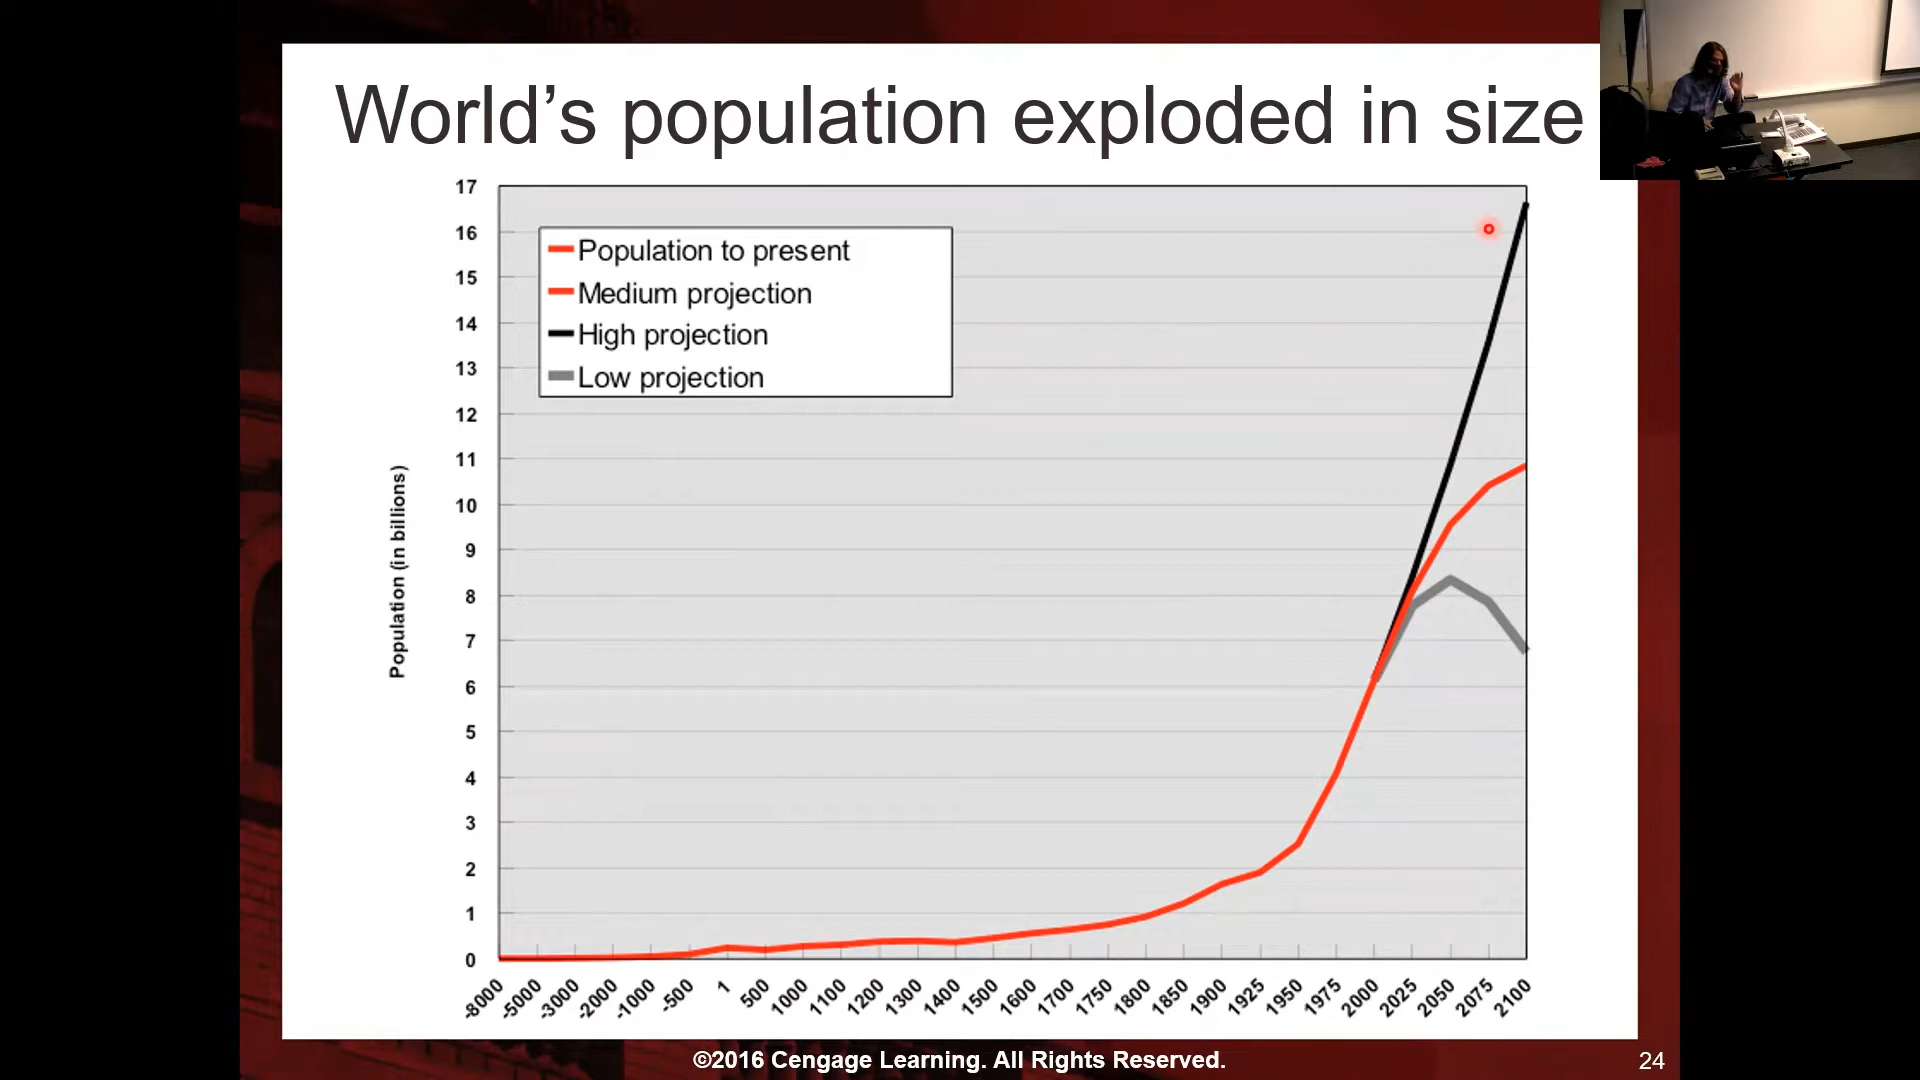 World’s population exploded in size
17
16
15
14
13
12
11
10
9
8
7
6
5
4
3
2
1
0
Population (in billions)
Population to present
Medium projection
High projection
Low projection
-8000 -5000 -3000 -2000 -1000 -500 1 500 1000 1100 1200 1300 1400 1500 1600 1700 1750 1800 1850 1900 1925 1950 1975 2000 2025 2050 2075 2100
©2016 Cengage Learning. All Rights Reserved.
24